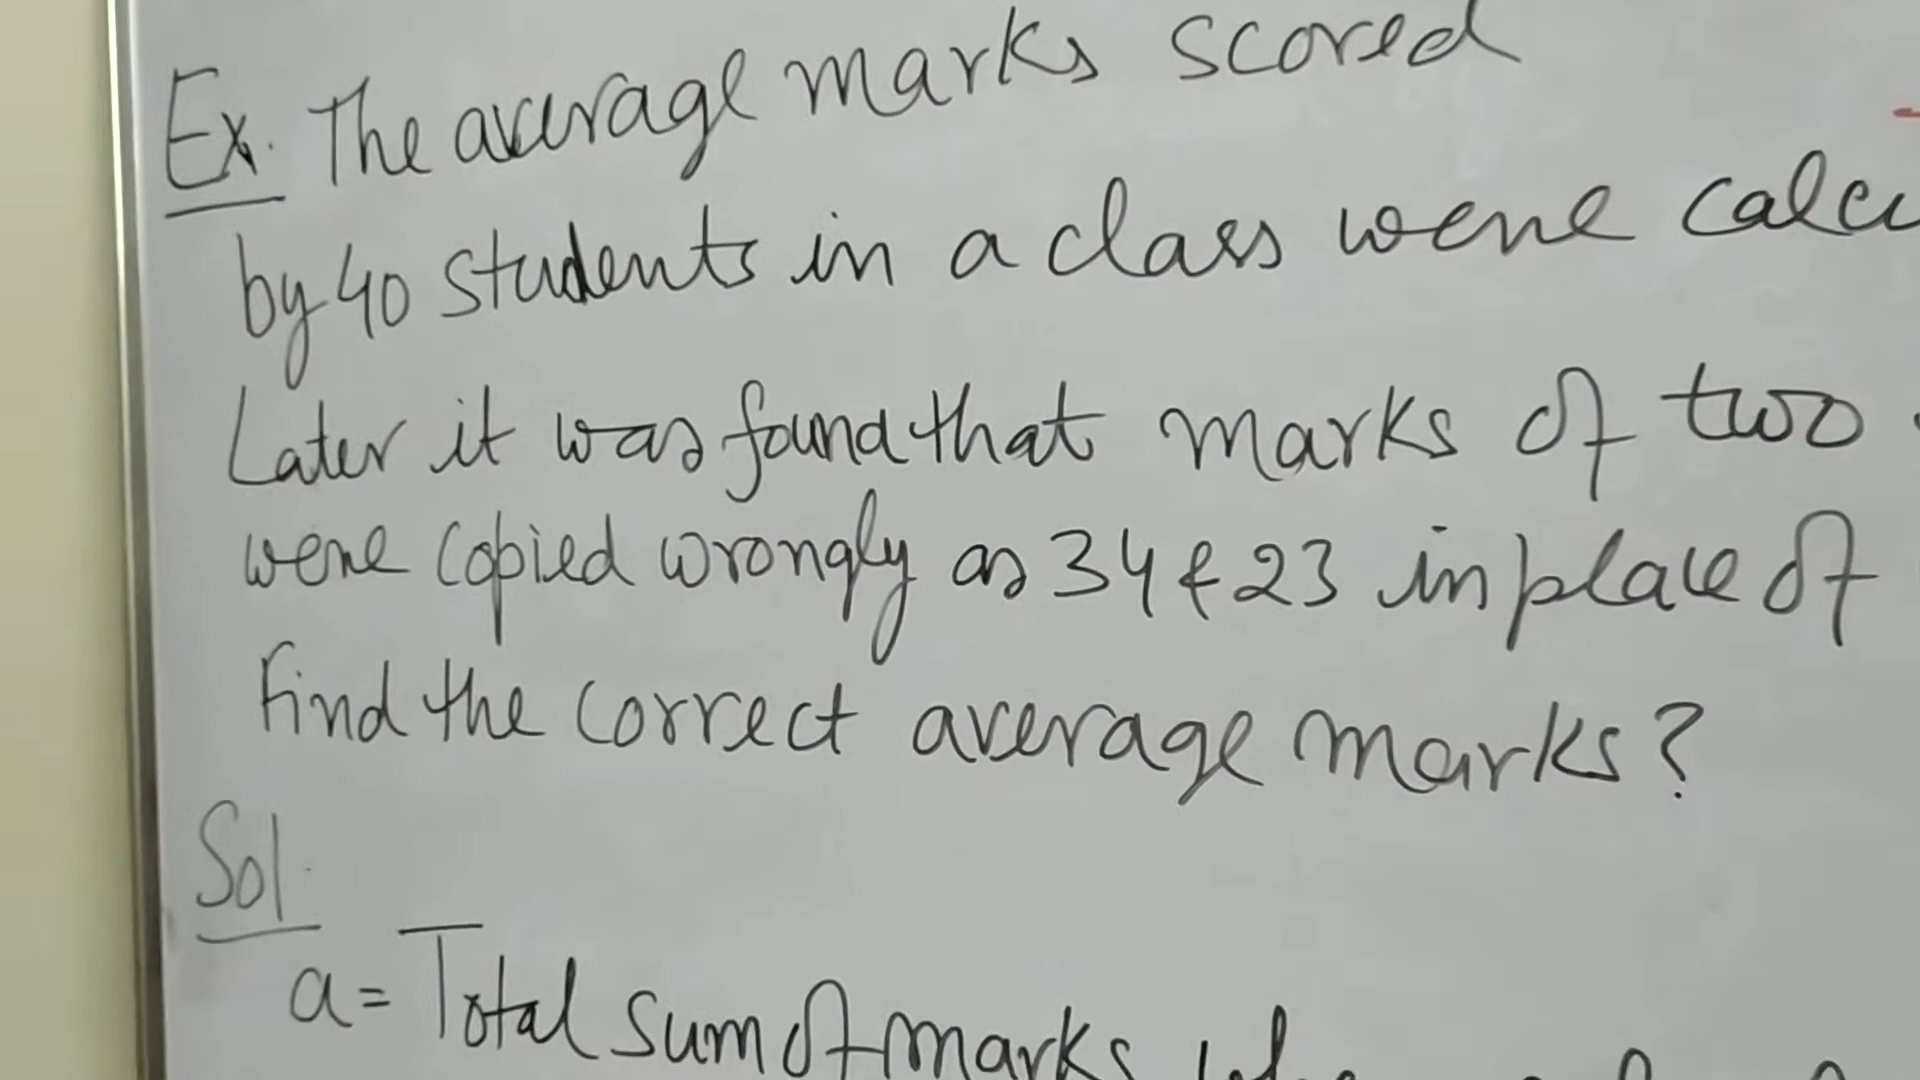 Ex. The average marks scored
by 40 students in a class were calcu
Later it was found that marks of two
were copied wrongly as 34 & 23 in place of
Find the correct average marks?
Sol.
a = Total sum of marks